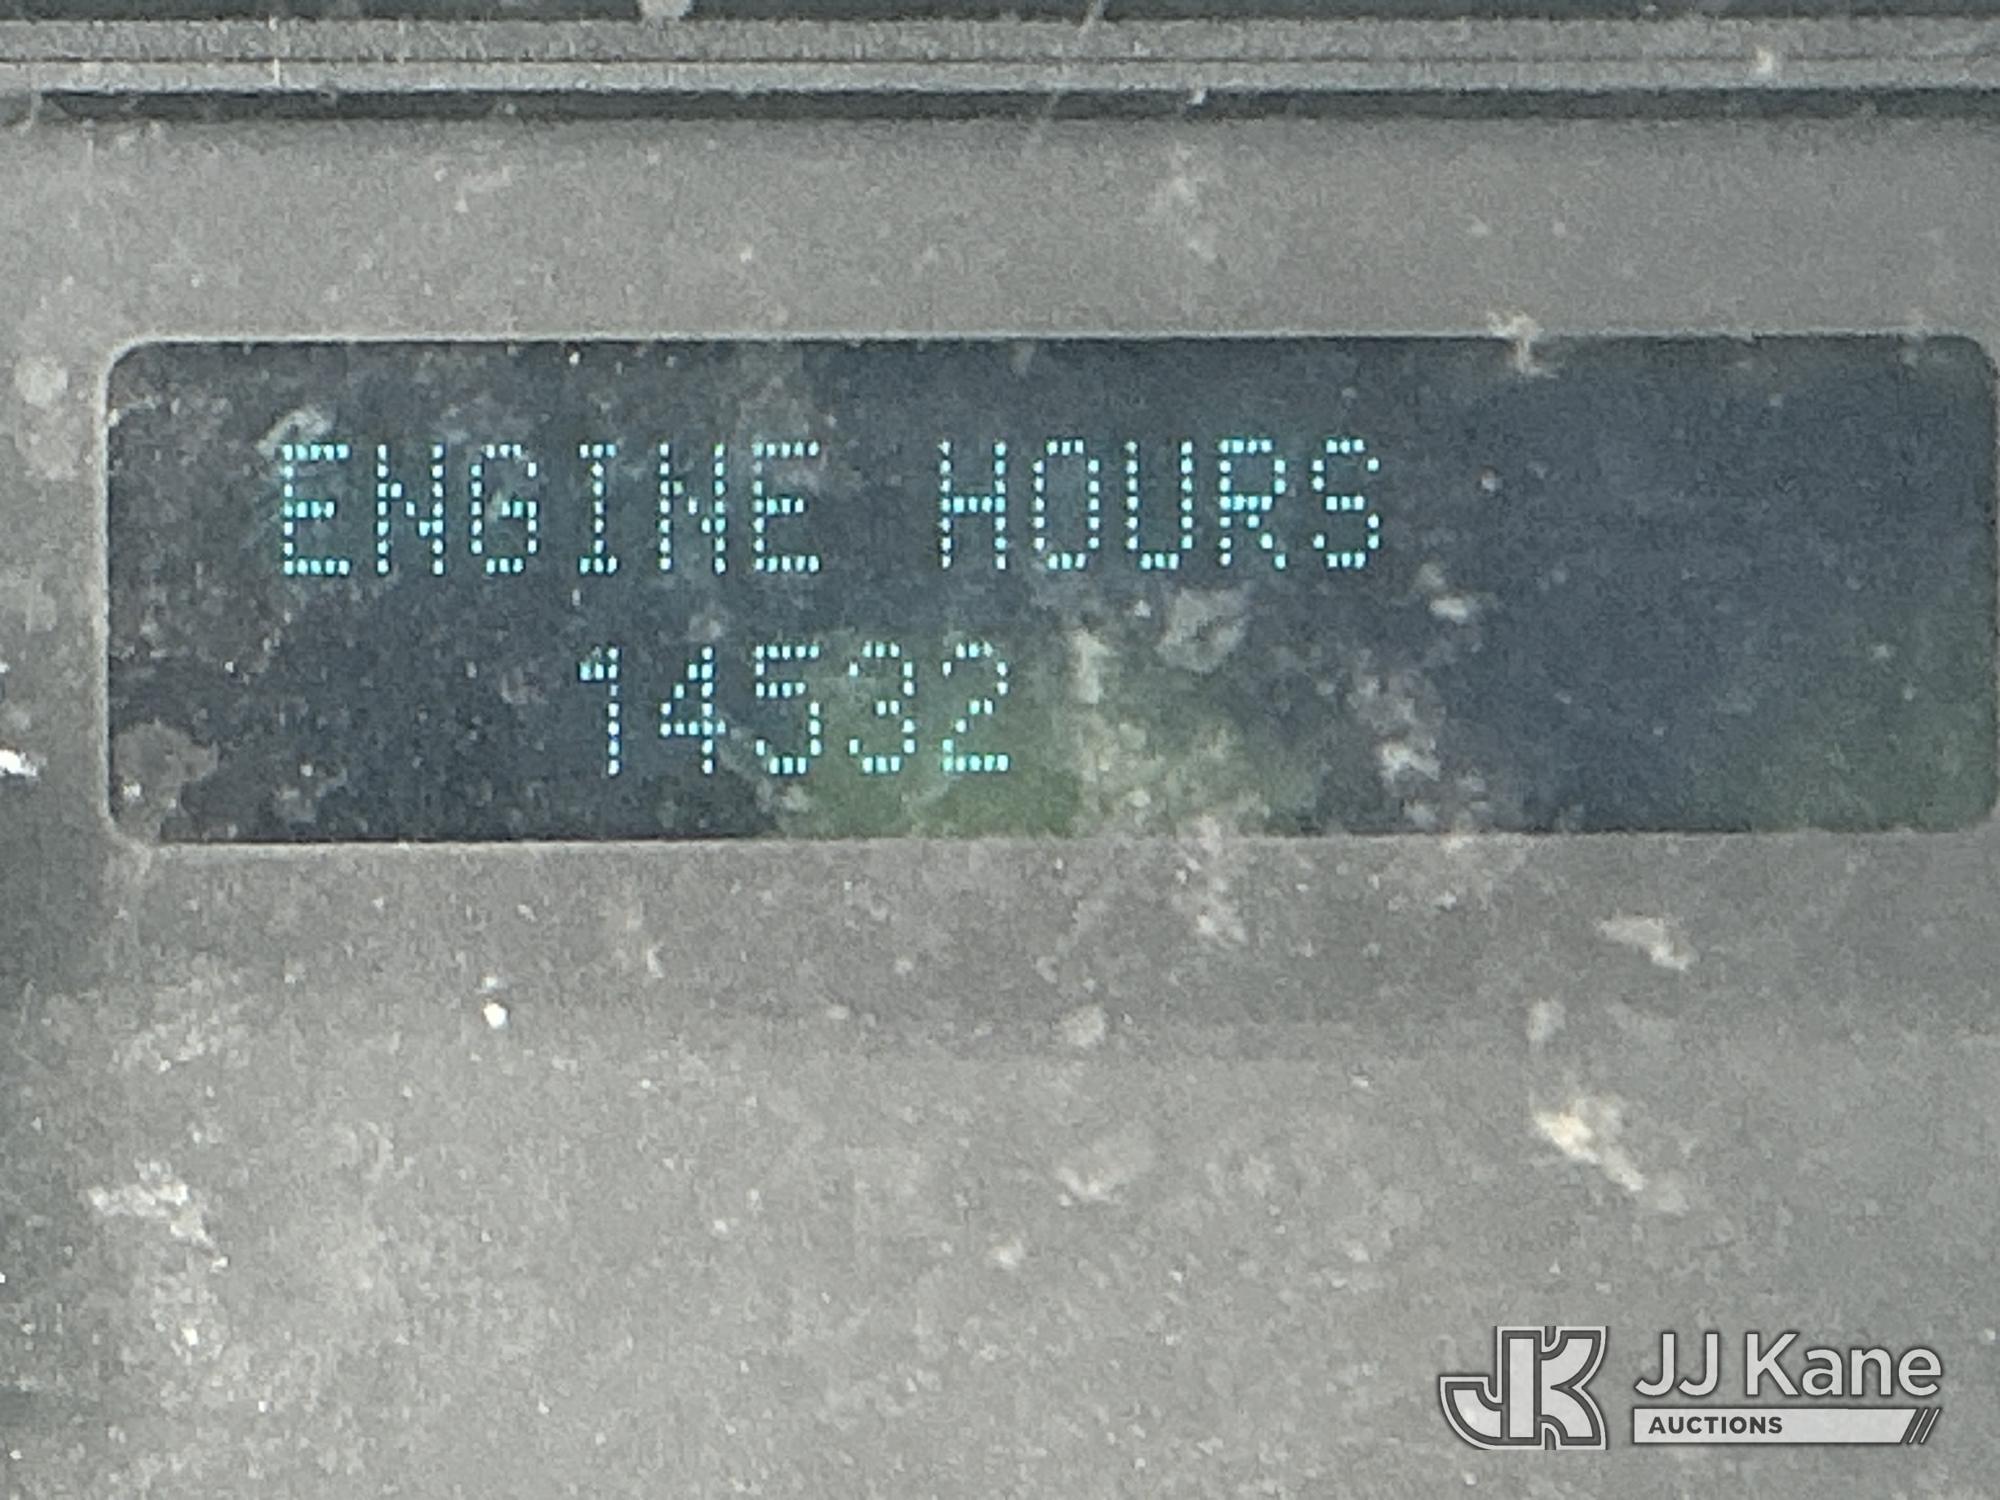 ENGINE HOURS
14532
JJ Kane
AUCTIONS